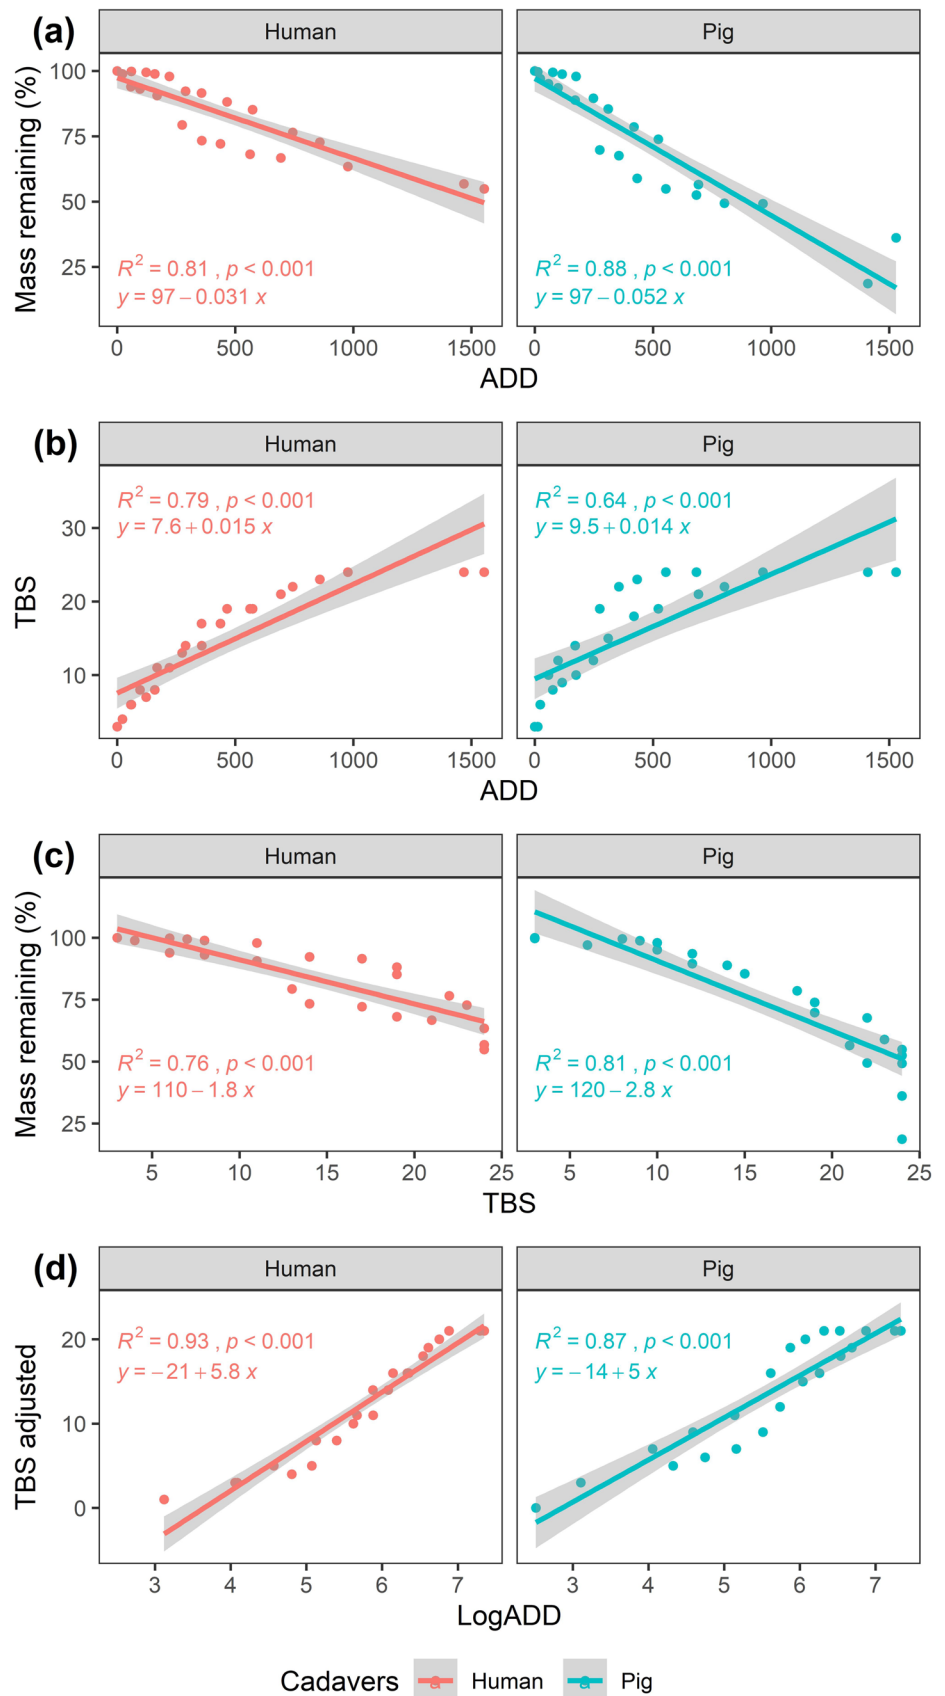 (a)
Human
Pig
Mass remaining (%)
100
75
50
25
R² = 0.81 , p < 0.001
y = 97 − 0.031 x
R² = 0.88 , p < 0.001
y = 97 − 0.052 x
0 500 1000 1500
0 500 1000 1500
ADD
(b)
Human
Pig
TBS
30
20
10
R² = 0.79 , p < 0.001
y = 7.6 + 0.015 x
R² = 0.64 , p < 0.001
y = 9.5 + 0.014 x
0 500 1000 1500
0 500 1000 1500
ADD
(c)
Human
Pig
Mass remaining (%)
100
75
50
25
R² = 0.76 , p < 0.001
y = 110 − 1.8 x
R² = 0.81 , p < 0.001
y = 120 − 2.8 x
5 10 15 20 25
5 10 15 20 25
TBS
(d)
Human
Pig
TBS adjusted
20
10
0
R² = 0.93 , p < 0.001
y = − 21 + 5.8 x
R² = 0.87 , p < 0.001
y = − 14 + 5 x
3 4 5 6 7
3 4 5 6 7
LogADD
Cadavers a Human a Pig